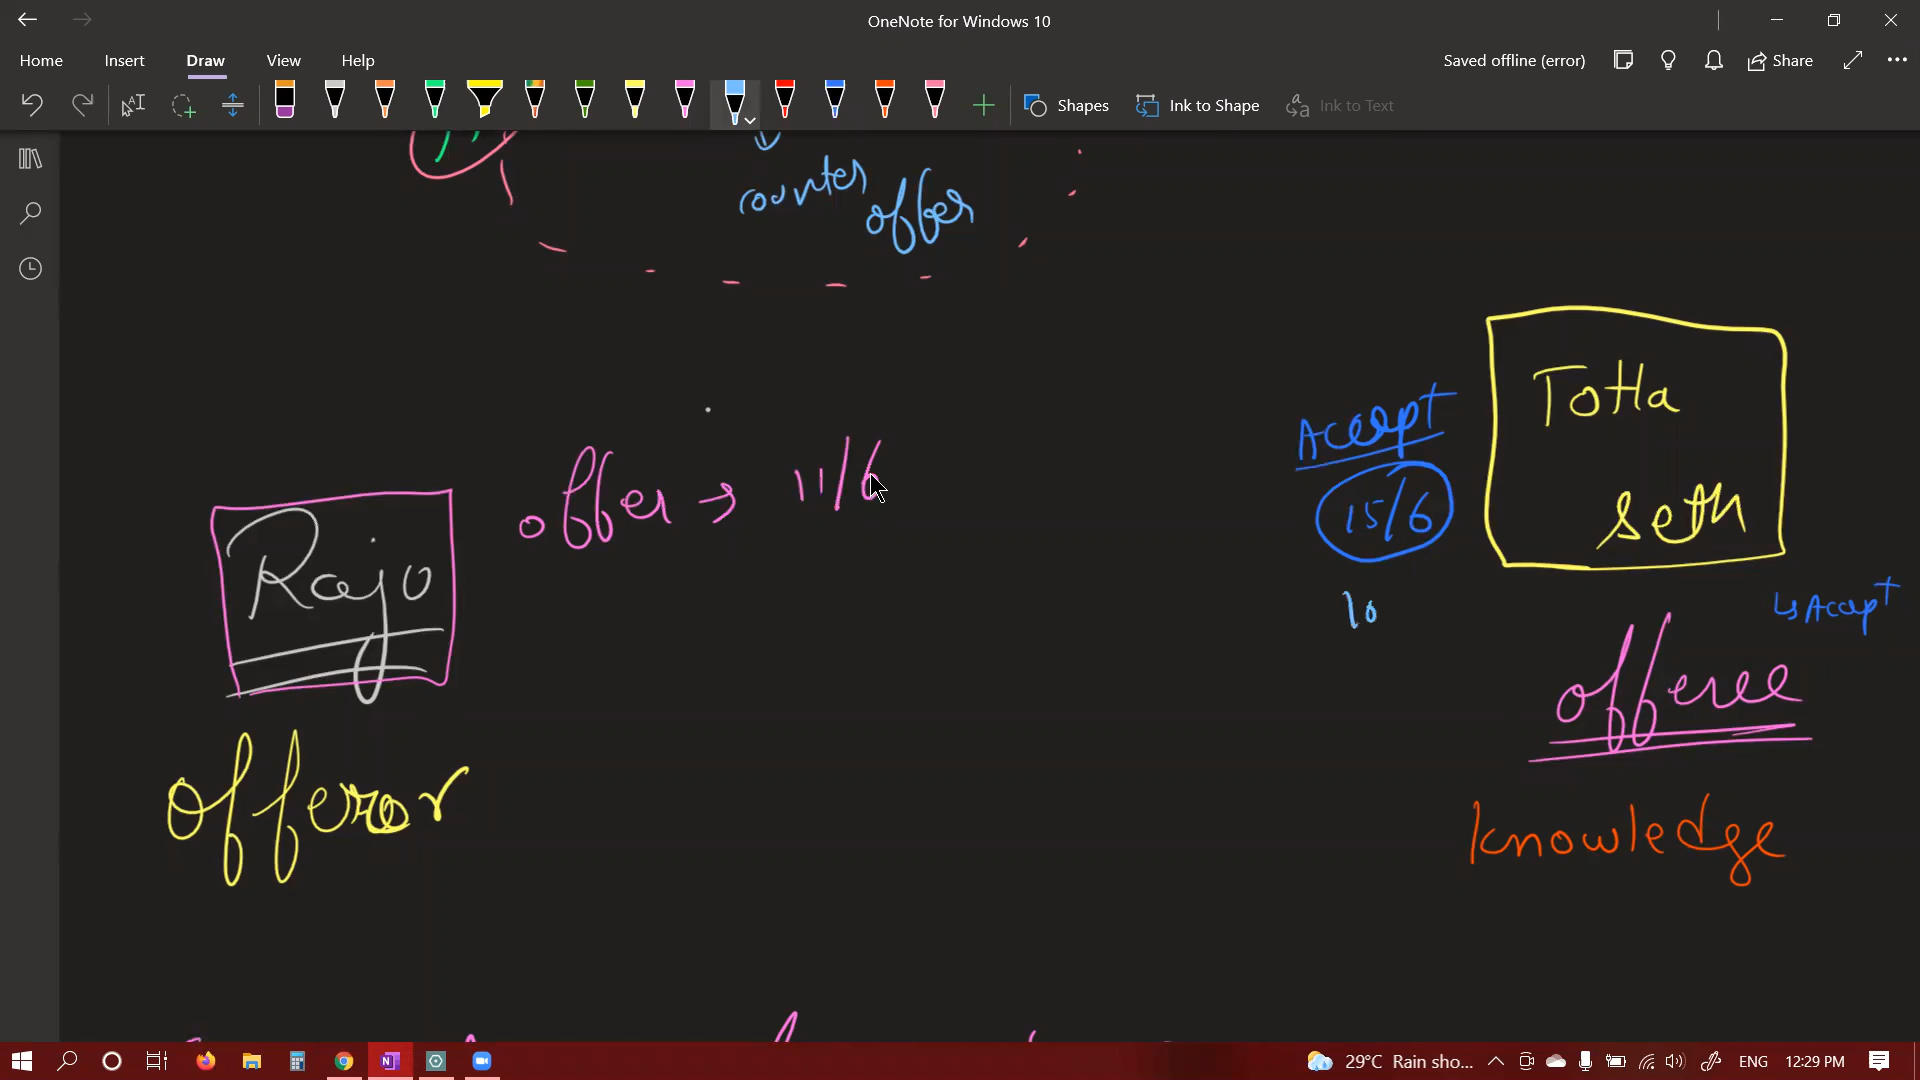 OneNote for Windows 10
Home Insert Draw View Help
Saved offline (error) Share
Shapes Ink to Shape Ink to Text
counter offer
Totla
seth
Accept
15/6
10
offer → 11/6
Rajo
↳ Accept
offeree
offeror
knowledge
29°C Rain sho... ENG 12:29 PM